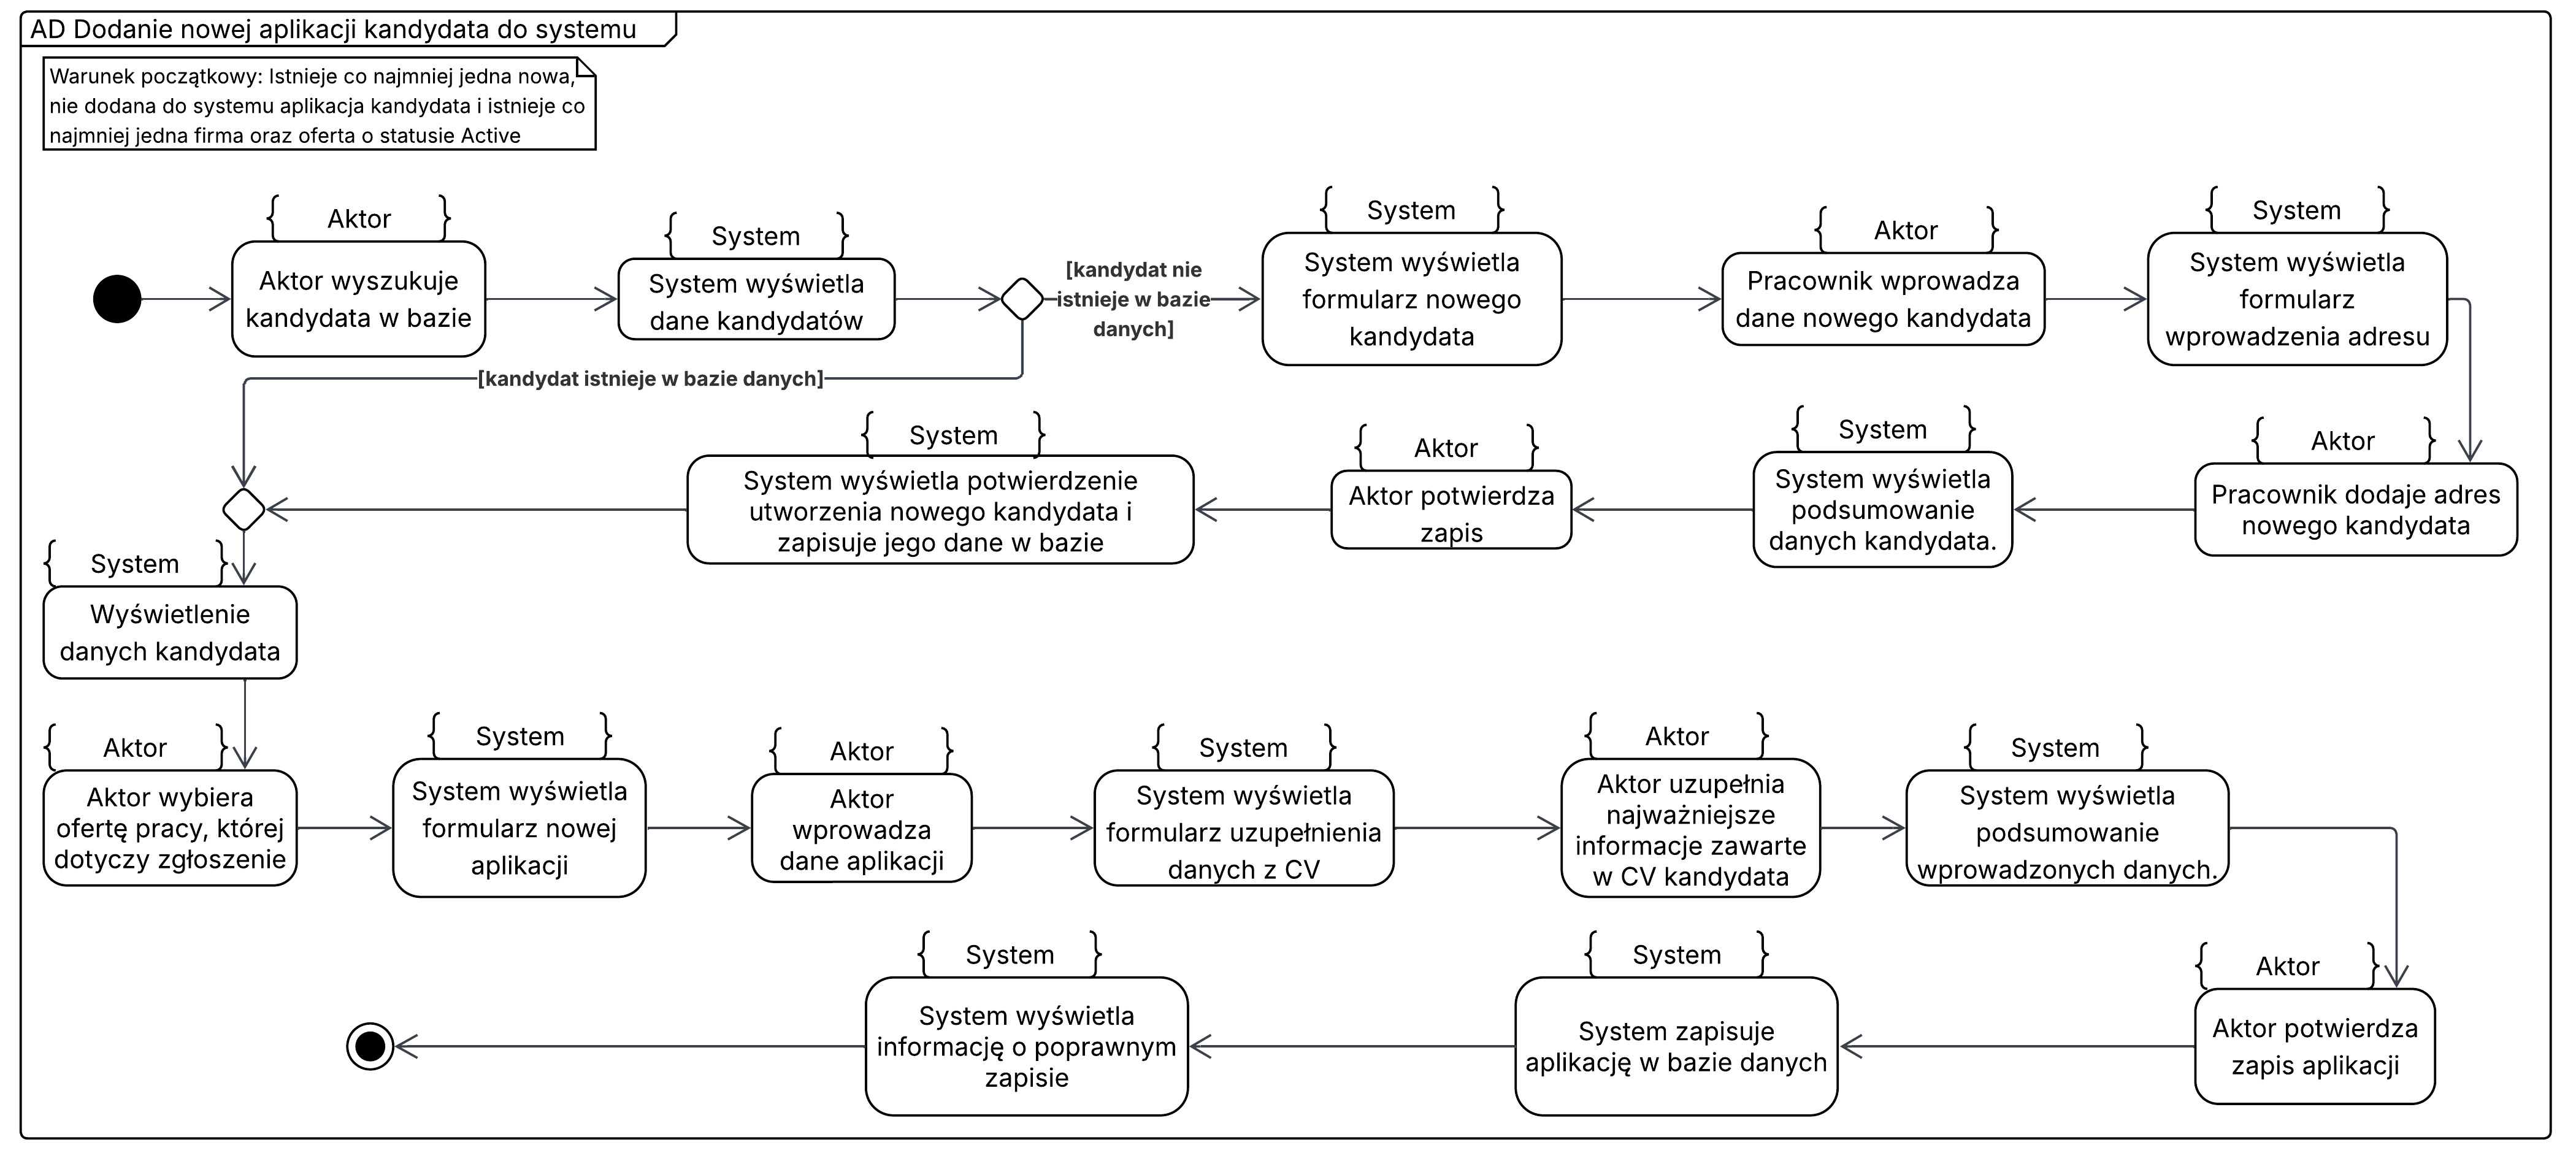 AD Dodanie nowej aplikacji kandydata do systemu
Warunek początkowy: Istnieje co najmniej jedna nowa,
nie dodana do systemu aplikacja kandydata i istnieje co
najmniej jedna firma oraz oferta o statusie Active
{ Aktor }
Aktor wyszukuje
kandydata w bazie
{ System }
System wyświetla
dane kandydatów
[kandydat nie
istnieje w bazie
danych]
{ System }
System wyświetla
formularz nowego
kandydata
{ Aktor }
Pracownik wprowadza
dane nowego kandydata
{ System }
System wyświetla
formularz
wprowadzenia adresu
[kandydat istnieje w bazie danych]
{ Aktor }
Pracownik dodaje adres
nowego kandydata
{ System }
System wyświetla
podsumowanie
danych kandydata.
{ Aktor }
Aktor potwierdza
zapis
{ System }
System wyświetla potwierdzenie
utworzenia nowego kandydata i
zapisuje jego dane w bazie
{ System }
Wyświetlenie
danych kandydata
{ Aktor }
Aktor wybiera
ofertę pracy, której
dotyczy zgłoszenie
{ System }
System wyświetla
formularz nowej
aplikacji
{ Aktor }
Aktor
wprowadza
dane aplikacji
{ System }
System wyświetla
formularz uzupełnienia
danych z CV
{ Aktor }
Aktor uzupełnia
najważniejsze
informacje zawarte
w CV kandydata
{ System }
System wyświetla
podsumowanie
wprowadzonych danych.
{ Aktor }
Aktor potwierdza
zapis aplikacji
{ System }
System zapisuje
aplikację w bazie danych
{ System }
System wyświetla
informację o poprawnym
zapisie